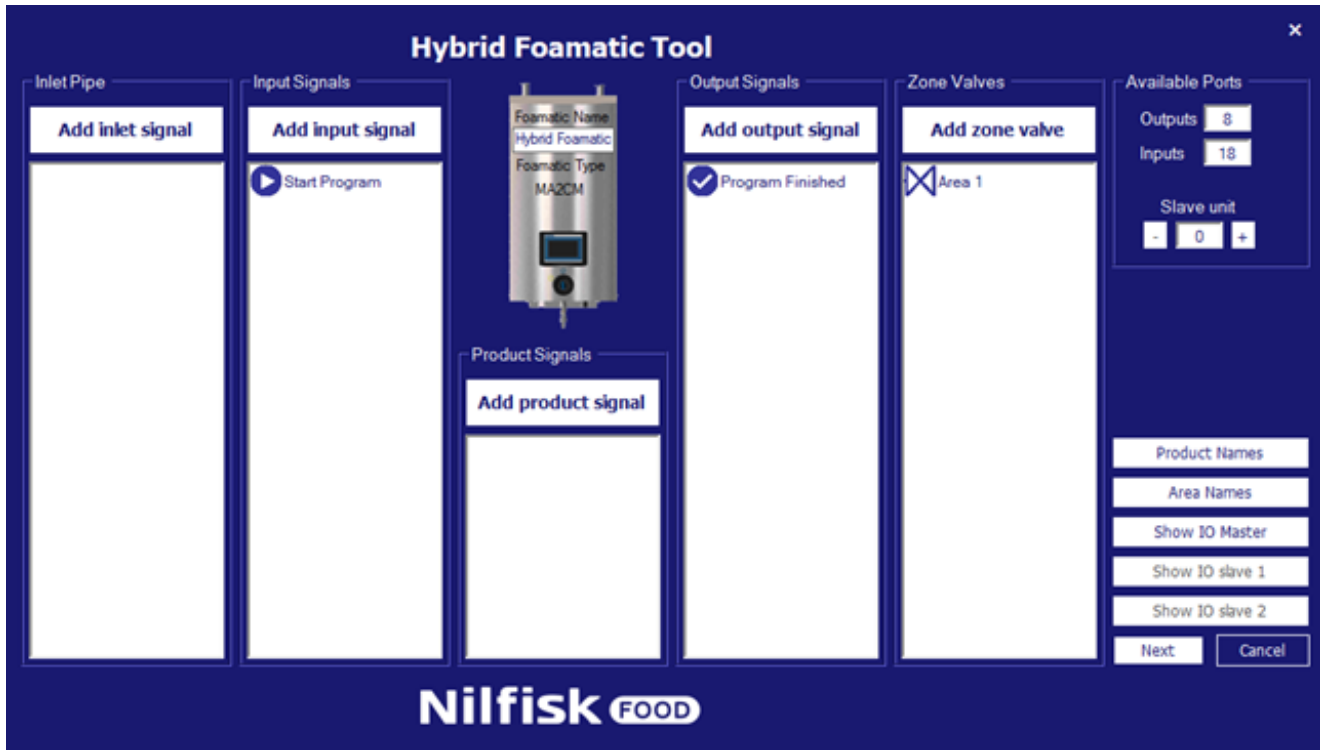 ×
Hybrid Foamatic Tool
Inlet Pipe
Add inlet signal
Input Signals
Add input signal
Start Program
Foamatic Name
Hybrid Foamatic
Foamatic Type
MA2CM
Product Signals
Add product signal
Output Signals
Add output signal
Program Finished
Zone Valves
Add zone valve
Area 1
Available Ports
Outputs 8
Inputs 18
Slave unit
- 0 +
Product Names
Area Names
Show IO Master
Show IO slave 1
Show IO slave 2
Next Cancel
Nilfisk FOOD